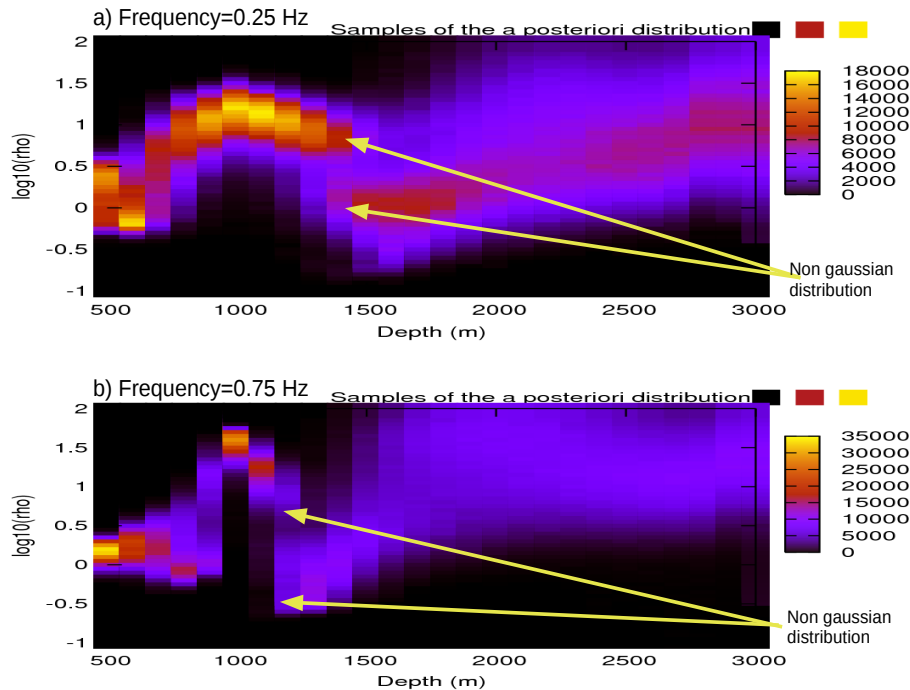 a) Frequency=0.25 Hz
Samples of the a posteriori distribution
2
1.5
1
0.5
0
-0.5
-1
log10(rho)
18000
16000
14000
12000
10000
8000
6000
4000
2000
0
Non gaussian
distribution
500 1000 1500 2000 2500 3000
Depth (m)
b) Frequency=0.75 Hz
Samples of the a posteriori distribution
2
1.5
1
0.5
0
-0.5
-1
log10(rho)
35000
30000
25000
20000
15000
10000
5000
0
Non gaussian
distribution
500 1000 1500 2000 2500 3000
Depth (m)